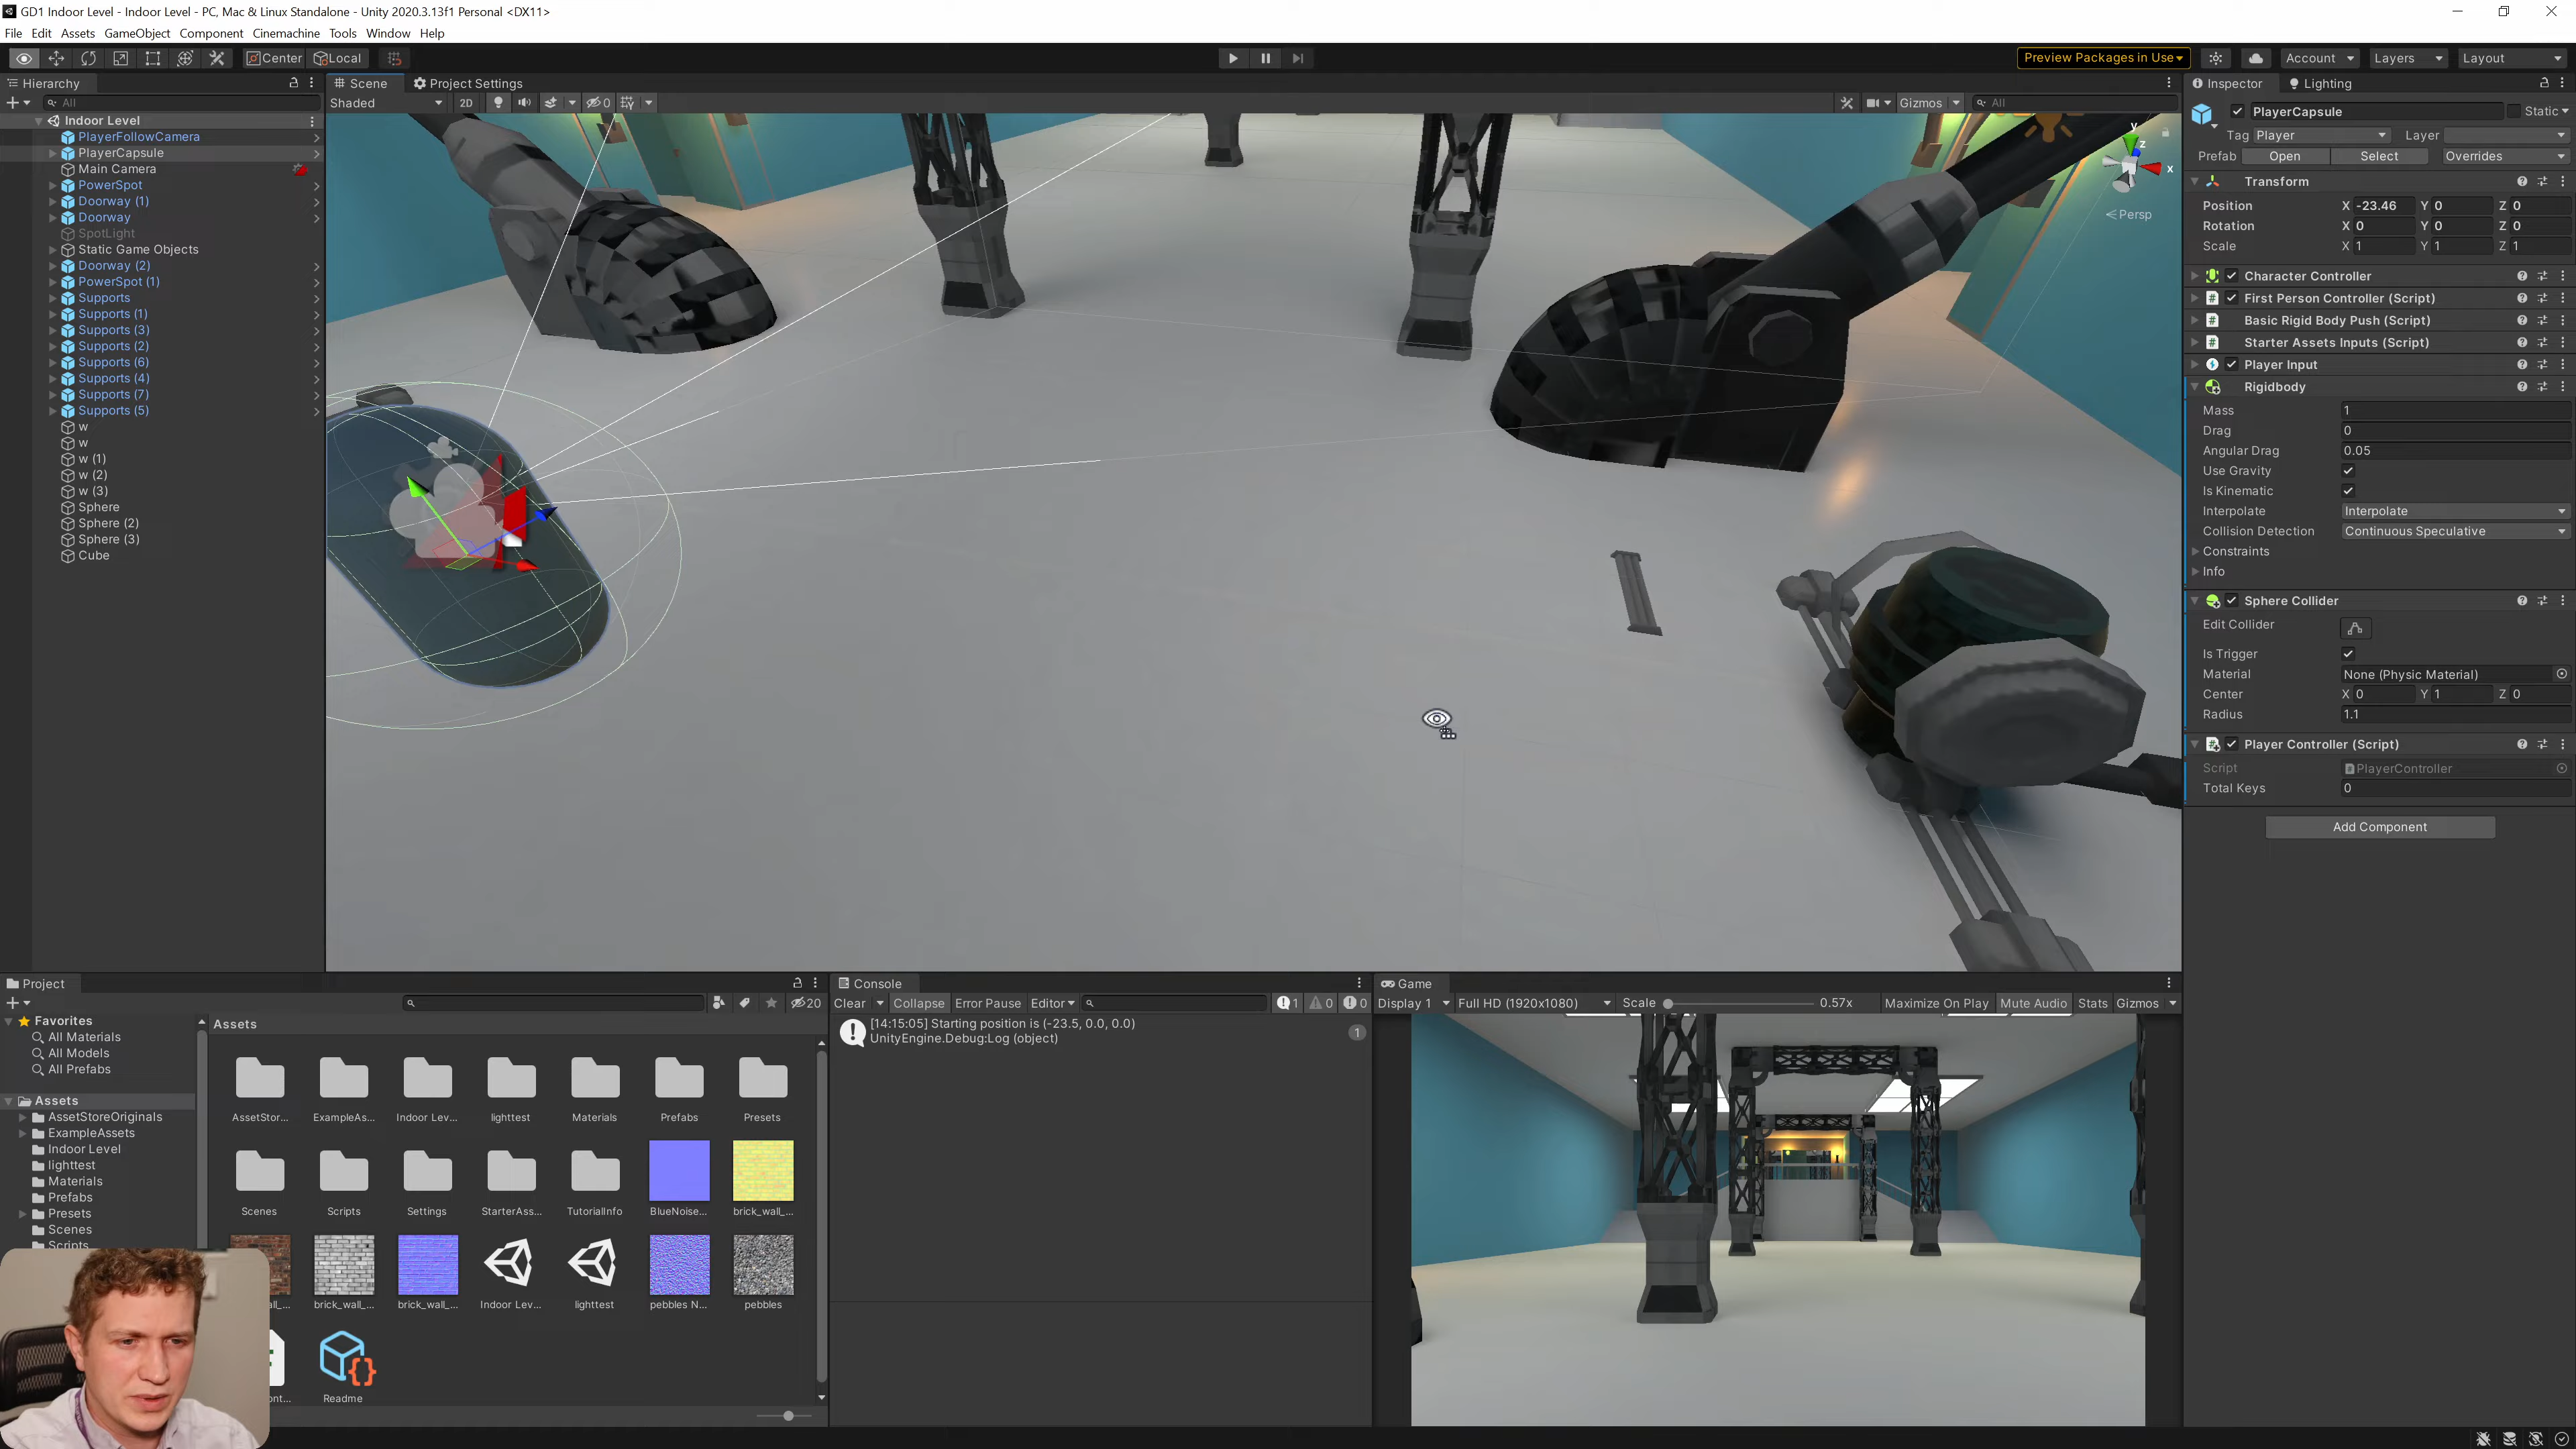 GD1 Indoor Level - Indoor Level - PC, Mac & Linux Standalone - Unity 2020.3.13f1 Personal <DX11>
File Edit Assets GameObject Component Cinemachine Tools Window Help
Center Local
Preview Packages in Use
Account Layers Layout
Hierarchy
All
Indoor Level
PlayerFollowCamera
PlayerCapsule
Main Camera
PowerSpot
Doorway (1)
Doorway
SpotLight
Static Game Objects
Doorway (2)
PowerSpot (1)
Supports
Supports (1)
Supports (3)
Supports (2)
Supports (6)
Supports (4)
Supports (7)
Supports (5)
w
w
w (1)
w (2)
w (3)
Sphere
Sphere (2)
Sphere (3)
Cube
Scene Project Settings
Shaded 2D 0 Gizmos All
y
z
x
Persp
Inspector Lighting
PlayerCapsule Static
Tag Player Layer
Prefab Open Select Overrides
Transform
Position X -23.46 Y 0 Z 0
Rotation X 0 Y 0 Z 0
Scale X 1 Y 1 Z 1
Character Controller
First Person Controller (Script)
Basic Rigid Body Push (Script)
Starter Assets Inputs (Script)
Player Input
Rigidbody
Mass 1
Drag 0
Angular Drag 0.05
Use Gravity
Is Kinematic
Interpolate Interpolate
Collision Detection Continuous Speculative
Constraints
Info
Sphere Collider
Edit Collider
Is Trigger
Material None (Physic Material)
Center X 0 Y 1 Z 0
Radius 1.1
Player Controller (Script)
Script PlayerController
Total Keys 0
Add Component
Project
20
Favorites
All Materials
All Models
All Prefabs
Assets
AssetStoreOriginals
ExampleAssets
Indoor Level
lighttest
Materials
Prefabs
Presets
Scenes
Scripts
Assets
AssetStor... ExampleAs... Indoor Lev... lighttest Materials Prefabs Presets
Scenes Scripts Settings StarterAss... TutorialInfo BlueNoise... brick_wall_...
brick_wall_... brick_wall_... Indoor Lev... lighttest pebbles N... pebbles
Readme
Console
Clear Collapse Error Pause Editor 1 0 0
[14:15:05] Starting position is (-23.5, 0.0, 0.0)
UnityEngine.Debug:Log (object)
1
Game
Display 1 Full HD (1920x1080) Scale 0.57x Maximize On Play Mute Audio Stats Gizmos